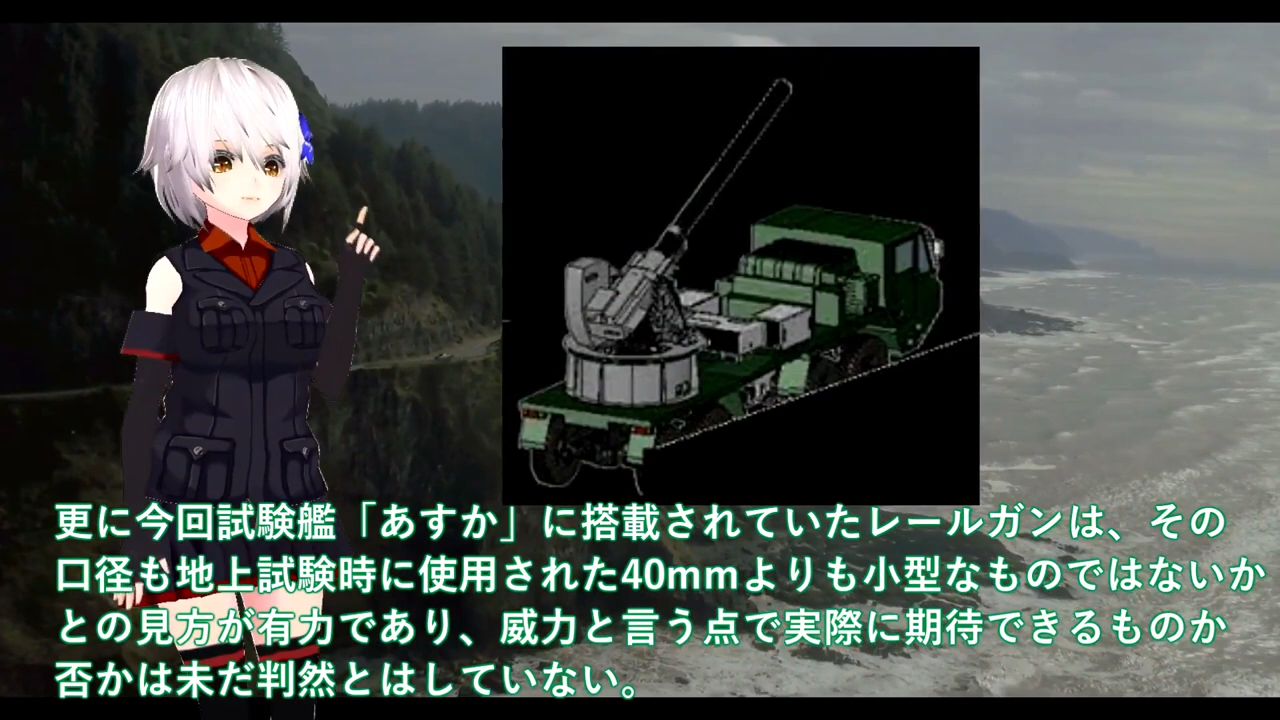 更に今回試験艦「あすか」に搭載されていたレールガンは、その
口径も地上試験時に使用された40mmよりも小型なものではないか
との見方が有力であり、威力と言う点で実際に期待できるものか
否かは未だ判然とはしていない。